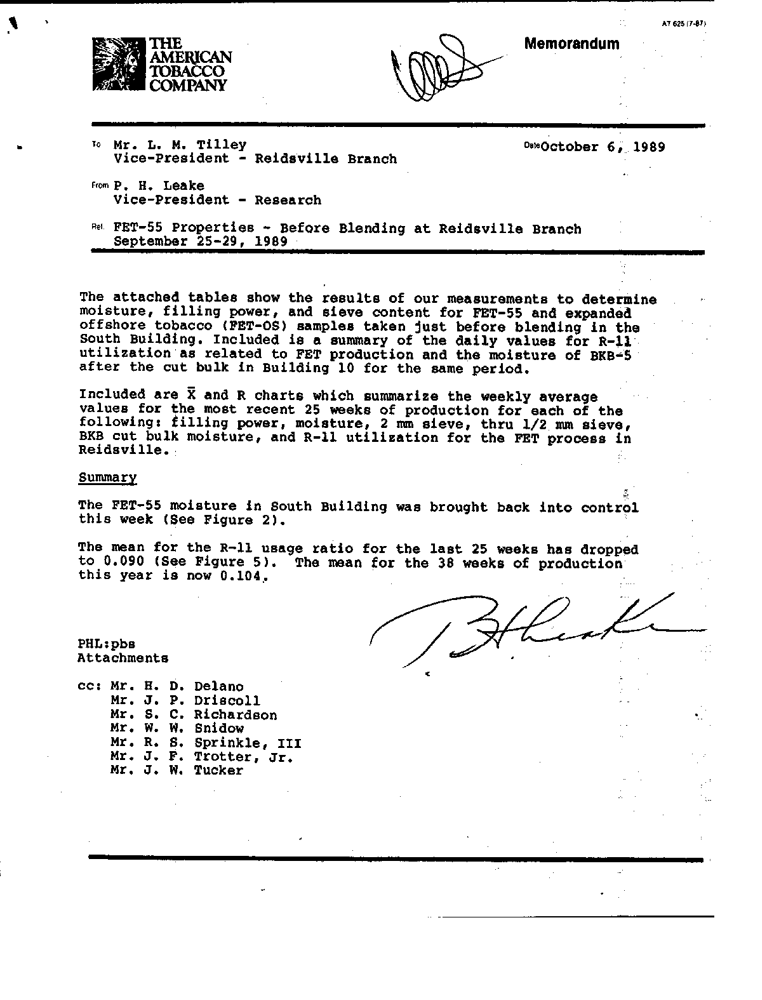 AT 625 (7-87)
THE
AMERICAN
TOBACCO
COMPANY
Memorandum
To Mr. L. M. Tilley
Vice-President - Reidsville Branch
Date October 6, 1989
From P. H. Leake
Vice-President - Research
Re: FET-55 Properties - Before Blending at Reidsville Branch
September 25-29, 1989
The attached tables show the results of our measurements to determine
moisture, filling power, and sieve content for FET-55 and expanded
offshore tobacco (FET-OS) samples taken just before blending in the
South Building. Included is a summary of the daily values for R-11
utilization as related to FET production and the moisture of BKB-5
after the cut bulk in Building 10 for the same period.
Included are X̅ and R charts which summarize the weekly average
values for the most recent 25 weeks of production for each of the
following: filling power, moisture, 2 mm sieve, thru 1/2 mm sieve,
BKB cut bulk moisture, and R-11 utilization for the FET process in
Reidsville.
Summary
The FET-55 moisture in South Building was brought back into control
this week (See Figure 2).
The mean for the R-11 usage ratio for the last 25 weeks has dropped
to 0.090 (See Figure 5). The mean for the 38 weeks of production
this year is now 0.104.
PHLeake
PHL:pbs
Attachments
cc: Mr. H. D. Delano
Mr. J. P. Driscoll
Mr. S. C. Richardson
Mr. W. W. Snidow
Mr. R. S. Sprinkle, III
Mr. J. F. Trotter, Jr.
Mr. J. W. Tucker